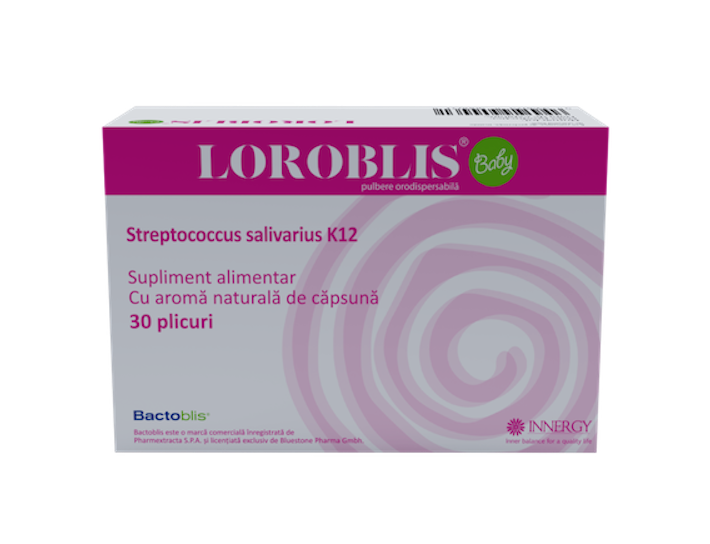 LOROBLIS® Baby
pulbere orodispersabilă
Streptococcus salivarius K12
Supliment alimentar
Cu aromă naturală de căpșună
30 plicuri
Bactoblis®
Bactoblis este o marcă comercială înregistrată de
Pharmextracta S.P.A. și licențiată exclusiv de Bluestone Pharma Gmbh.
INNERGY
Inner balance for a quality life